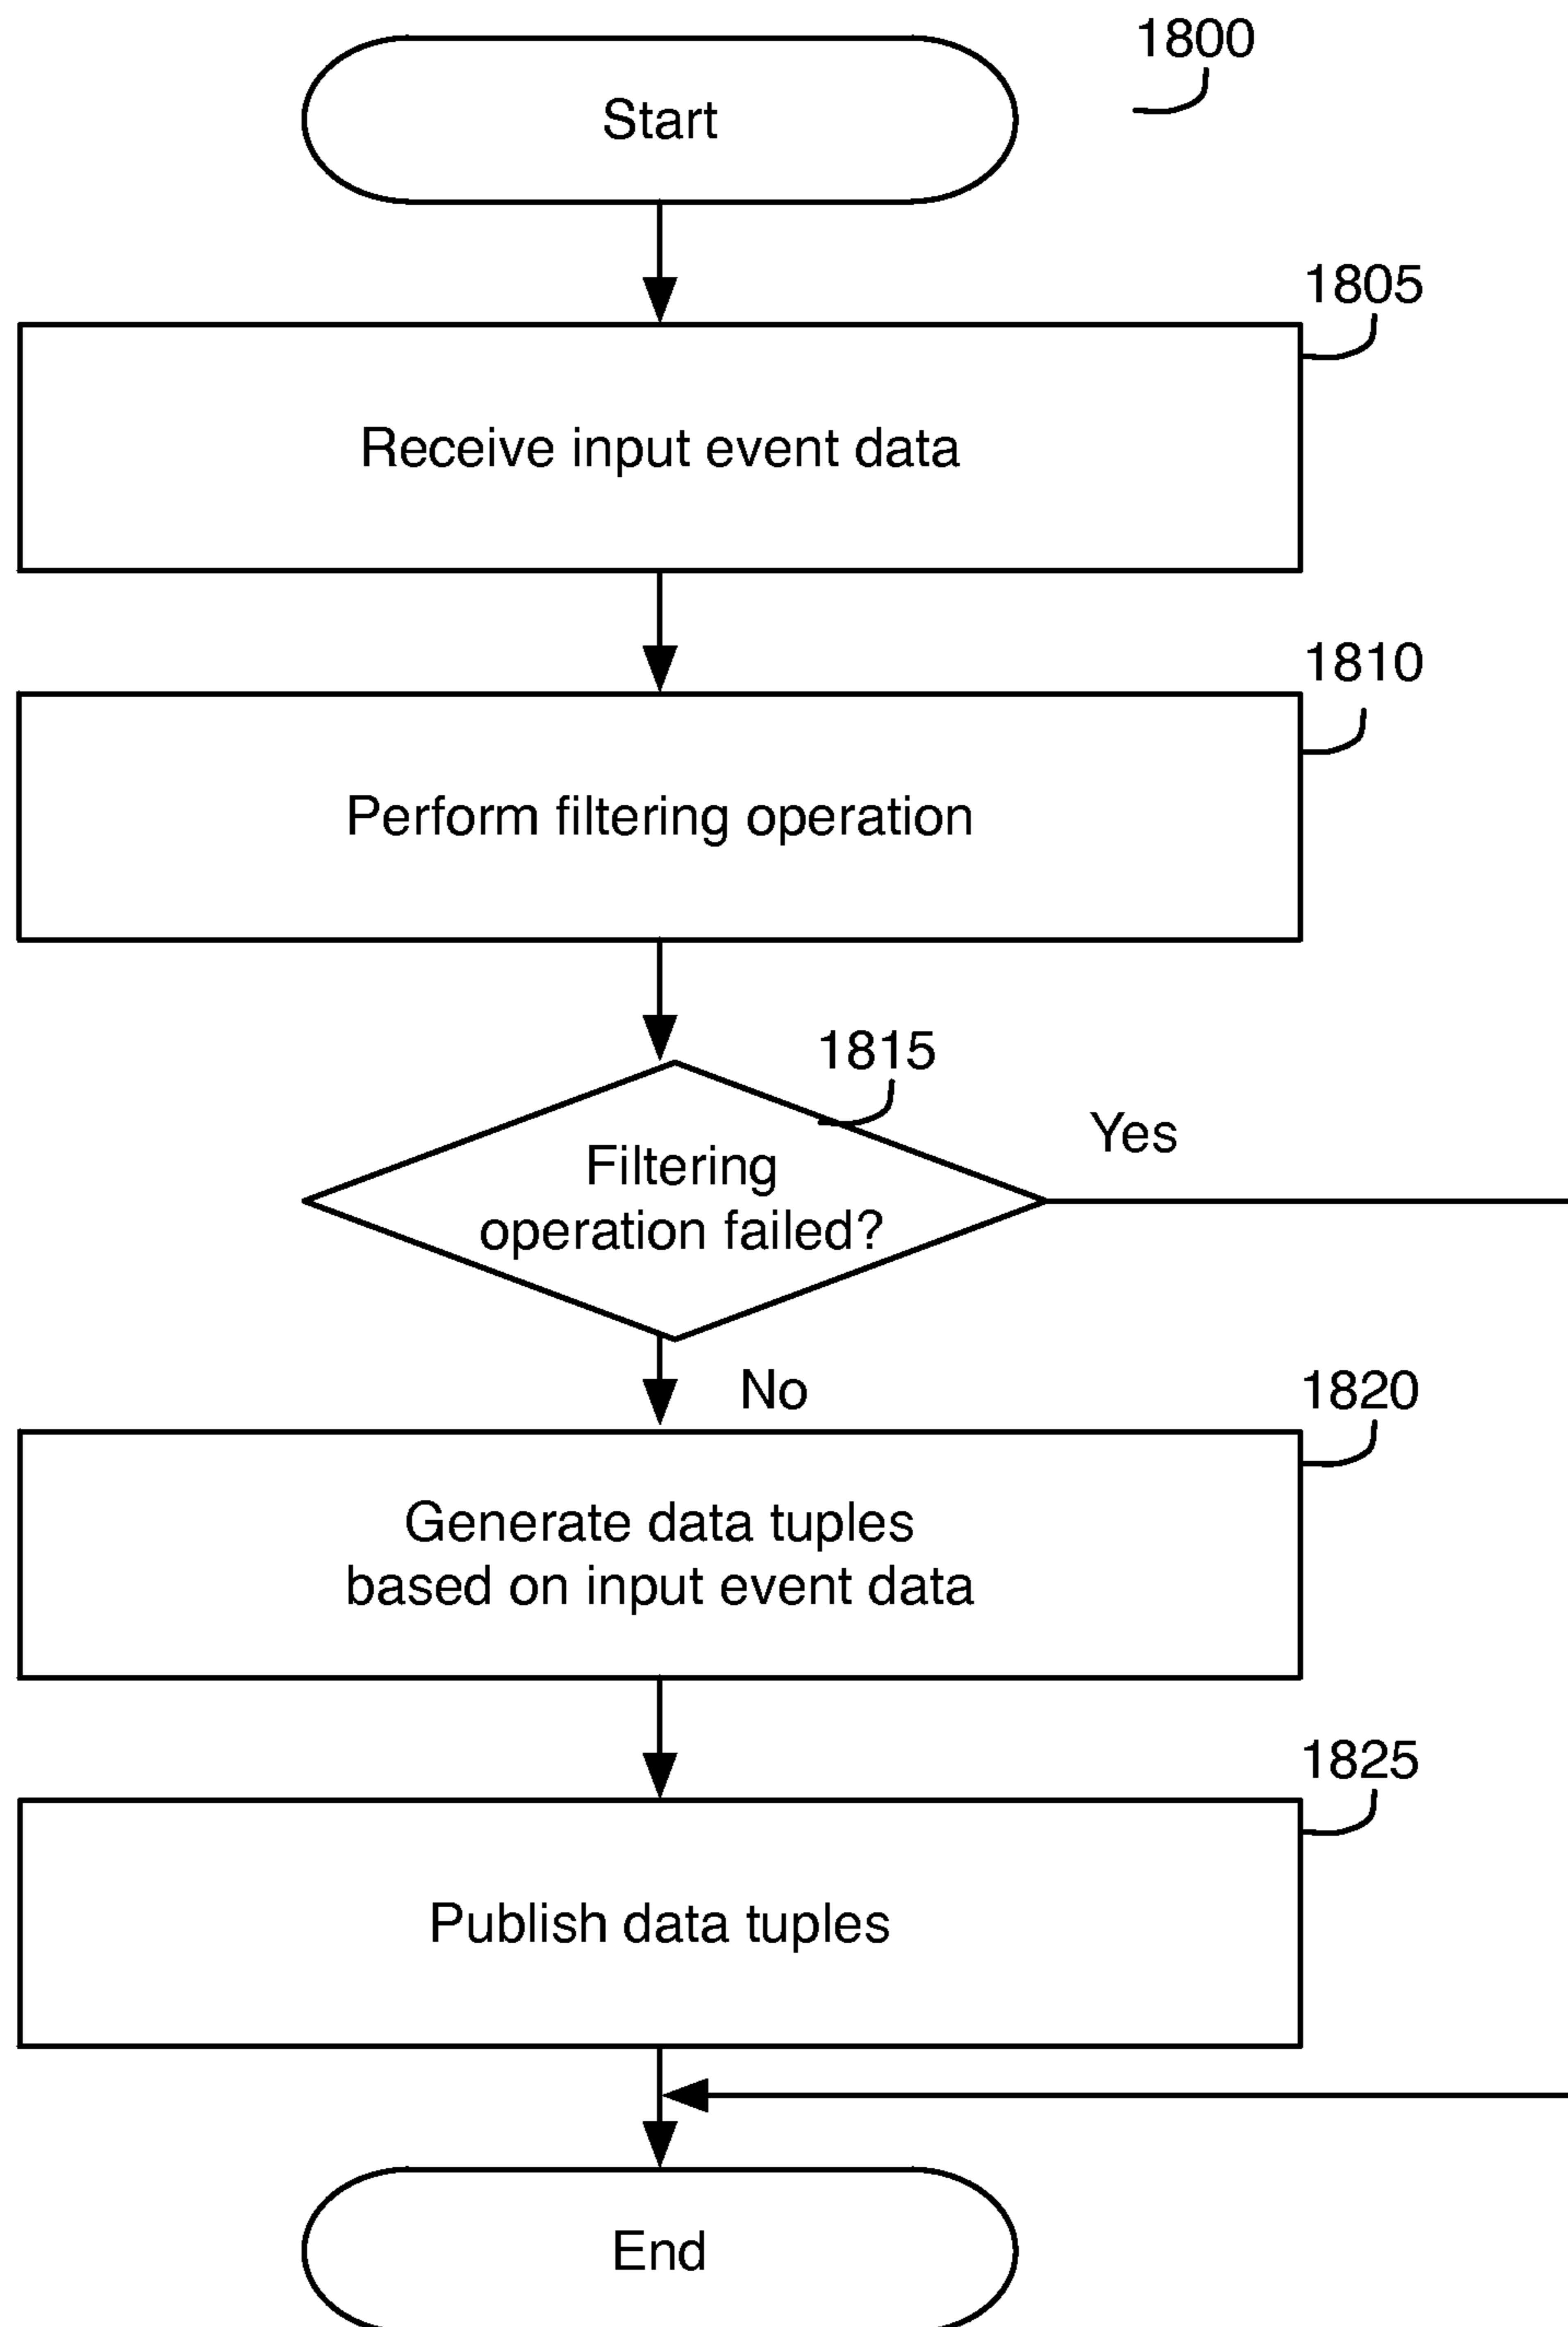 1800
Start
1805
Receive input event data
1810
Perform filtering operation
1815
Yes
Filtering
operation failed?
No
1820
Generate data tuples
based on input event data
1825
Publish data tuples
End